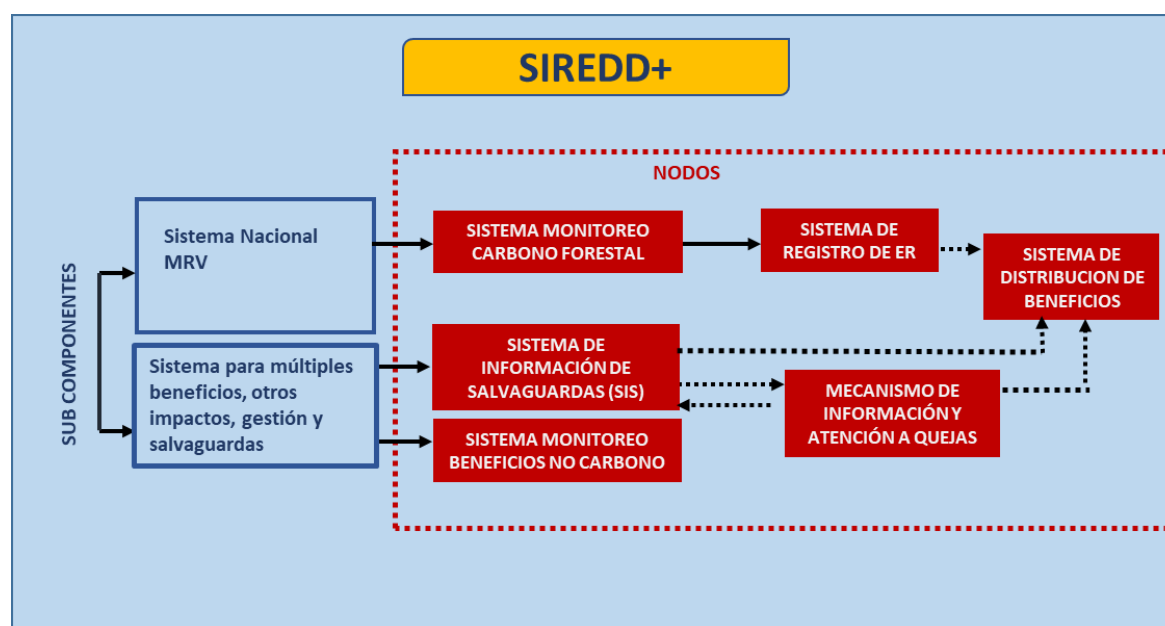 SIREDD+
NODOS
SUB COMPONENTES
Sistema Nacional
MRV
SISTEMA MONITOREO
CARBONO FORESTAL
SISTEMA DE
REGISTRO DE ER
SISTEMA DE
DISTRIBUCION DE
BENEFICIOS
Sistema para múltiples
beneficios, otros
impactos, gestión y
salvaguardas
SISTEMA DE
INFORMACIÓN DE
SALVAGUARDAS (SIS)
MECANISMO DE
INFORMACIÓN Y
ATENCIÓN A QUEJAS
SISTEMA MONITOREO
BENEFICIOS NO CARBONO